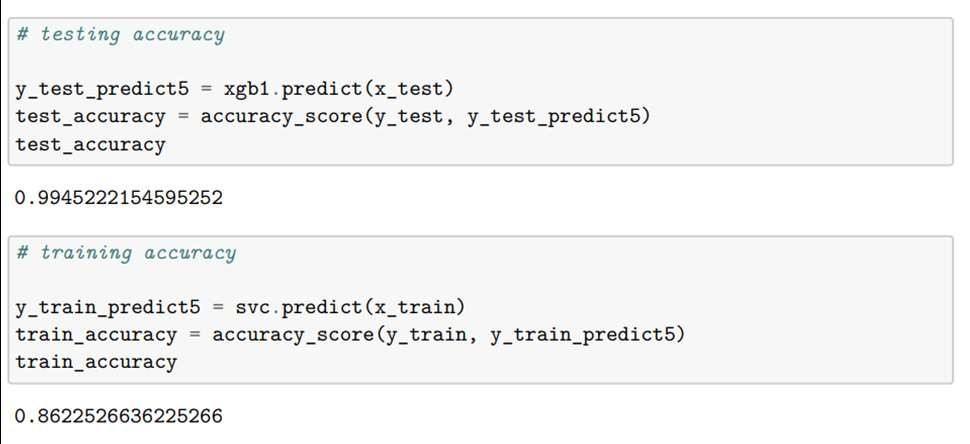 # testing accuracy
y_test_predict5 = xgb1.predict(x_test)
test_accuracy = accuracy_score(y_test, y_test_predict5)
test_accuracy
0.9945222154595252
# training accuracy
y_train_predict5 = svc.predict(x_train)
train_accuracy = accuracy_score(y_train, y_train_predict5)
train_accuracy
0.8622526636225266